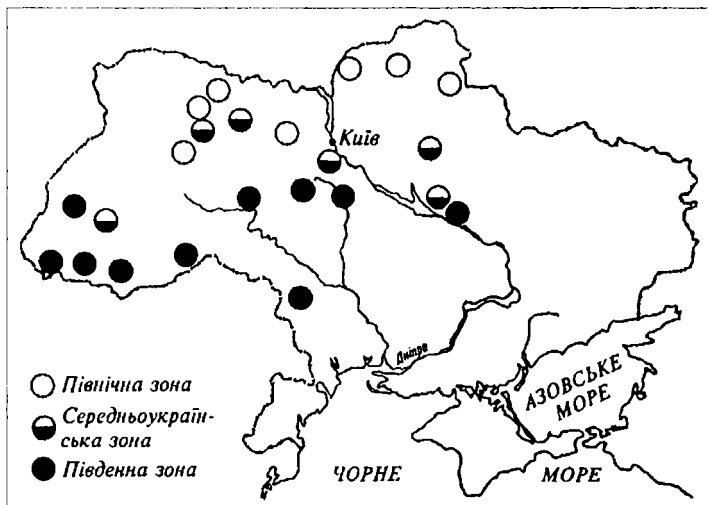 Київ
Дніпро
АЗОВСЬКЕ
МОРЕ
Північна зона
Середньоукраїн-
ська зона
Південна зона
ЧОРНЕ
МОРЕ